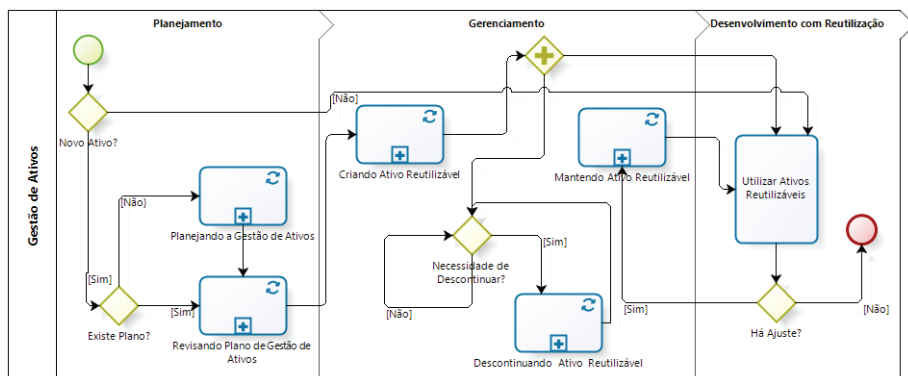 Planejamento
Gerenciamento
Desenvolvimento com Reutilização
Gestão de Ativos
Novo Ativo?
[Não]
Criando Ativo Reutilizável
Mantendo Ativo Reutilizável
Utilizar Ativos
Reutilizáveis
[Não]
Planejando a Gestão de Ativos
[Sim]
Necessidade de
Descontinuar?
[Sim]
Existe Plano?
[Sim]
Revisando Plano de Gestão de
Ativos
[Não]
Descontinuando Ativo Reutilizável
[Sim]
Há Ajuste?
[Não]